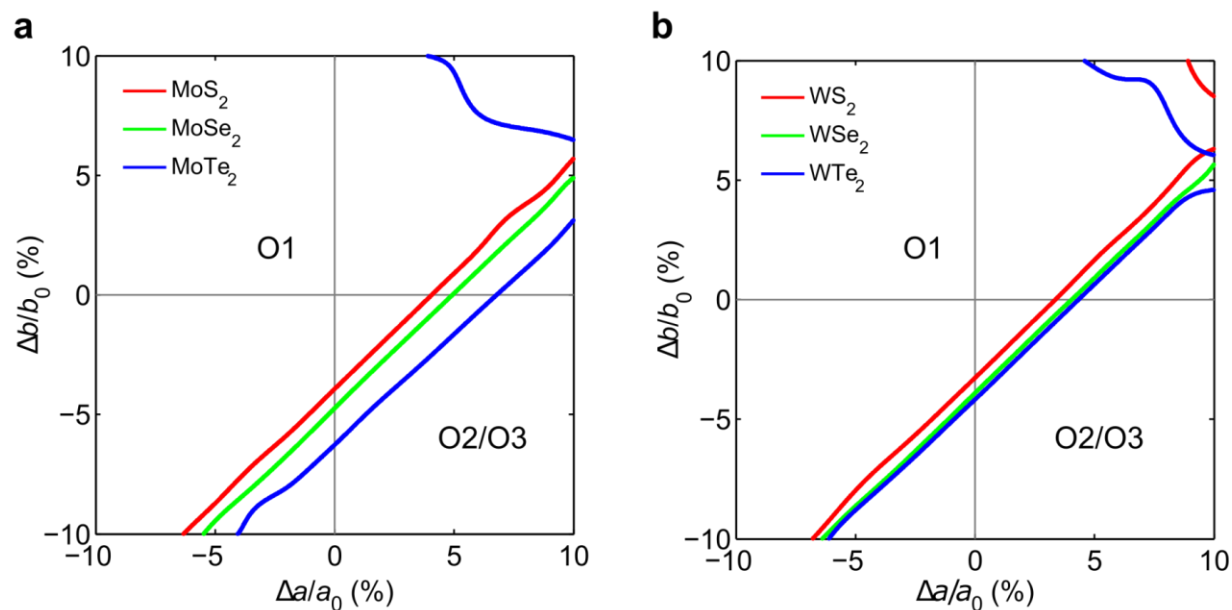 a
10
MoS2
MoSe2
MoTe2
5
O1
0
−5
O2/O3
−10
−10 −5 0 5 10
Δa/a0 (%)
Δb/b0 (%)
b
10
WS2
WSe2
WTe2
5
O1
0
−5
O2/O3
−10
−10 −5 0 5 10
Δa/a0 (%)
Δb/b0 (%)